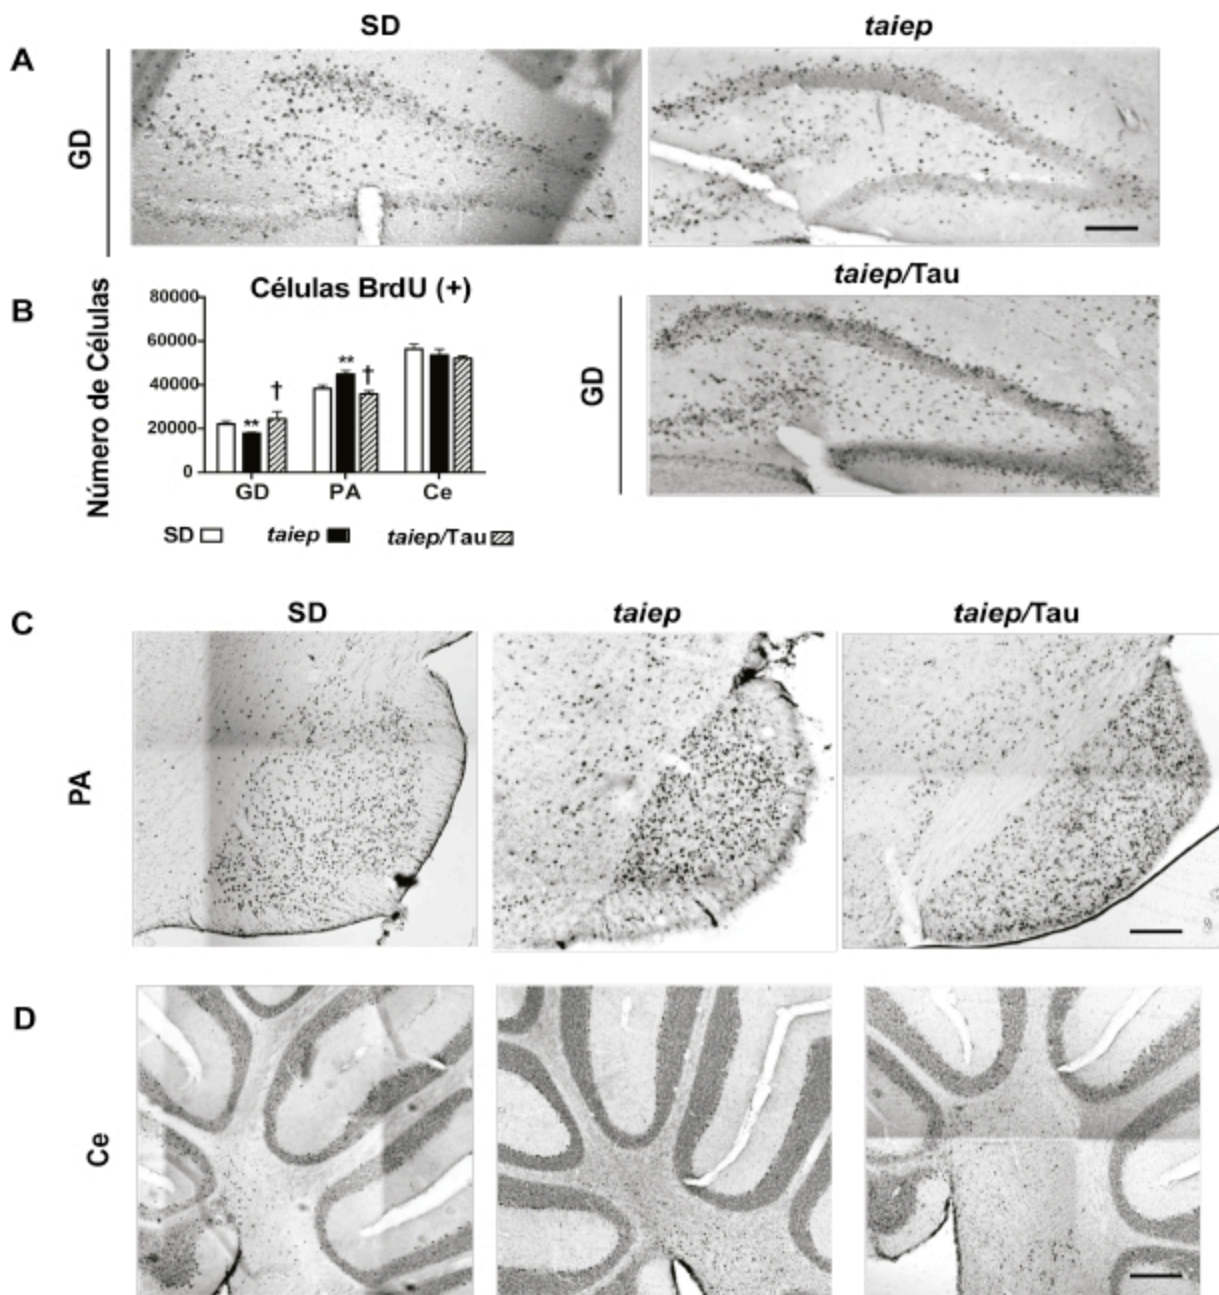 SD taiep
A
GD
B
Número de Células
Células BrdU (+)
80000
60000
40000
20000
0
** † ** †
GD PA Ce
SD taiep taiep/Tau
taiep/Tau
GD
C
SD taiep taiep/Tau
PA
D
Ce